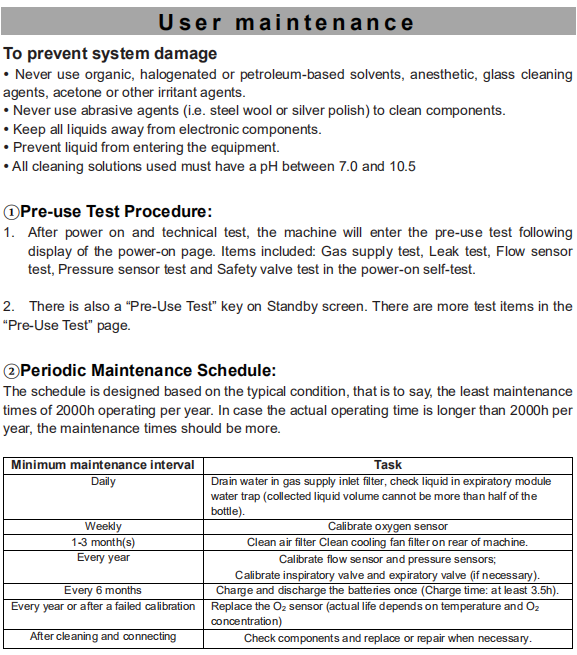 User maintenance
To prevent system damage
• Never use organic, halogenated or petroleum-based solvents, anesthetic, glass cleaning
agents, acetone or other irritant agents.
• Never use abrasive agents (i.e. steel wool or silver polish) to clean components.
• Keep all liquids away from electronic components.
• Prevent liquid from entering the equipment.
• All cleaning solutions used must have a pH between 7.0 and 10.5
①Pre-use Test Procedure:
1. After power on and technical test, the machine will enter the pre-use test following
display of the power-on page. Items included: Gas supply test, Leak test, Flow sensor
test, Pressure sensor test and Safety valve test in the power-on self-test.
2. There is also a “Pre-Use Test” key on Standby screen. There are more test items in the
“Pre-Use Test” page.
②Periodic Maintenance Schedule:
The schedule is designed based on the typical condition, that is to say, the least maintenance
times of 2000h operating per year. In case the actual operating time is longer than 2000h per
year, the maintenance times should be more.
Minimum maintenance interval Task
Daily Drain water in gas supply inlet filter, check liquid in expiratory module
water trap (collected liquid volume cannot be more than half of the
bottle).
Weekly Calibrate oxygen sensor
1-3 month(s) Clean air filter Clean cooling fan filter on rear of machine.
Every year Calibrate flow sensor and pressure sensors;
Calibrate inspiratory valve and expiratory valve (if necessary).
Every 6 months Charge and discharge the batteries once (Charge time: at least 3.5h).
Every year or after a failed calibration Replace the O₂ sensor (actual life depends on temperature and O₂
concentration)
After cleaning and connecting Check components and replace or repair when necessary.